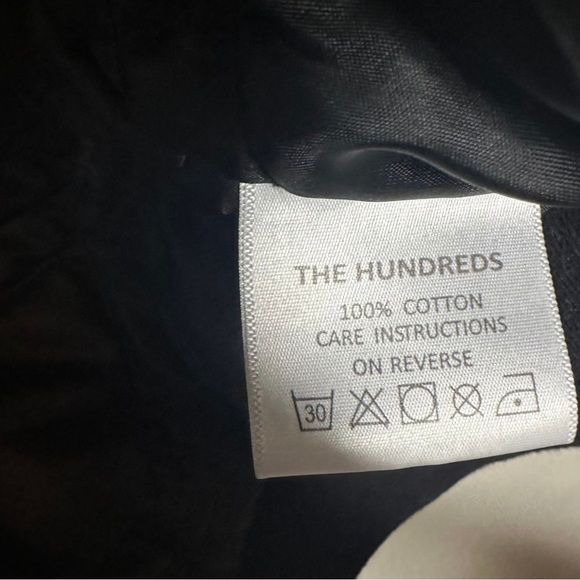 THE HUNDREDS
100% COTTON
CARE INSTRUCTIONS
ON REVERSE
30